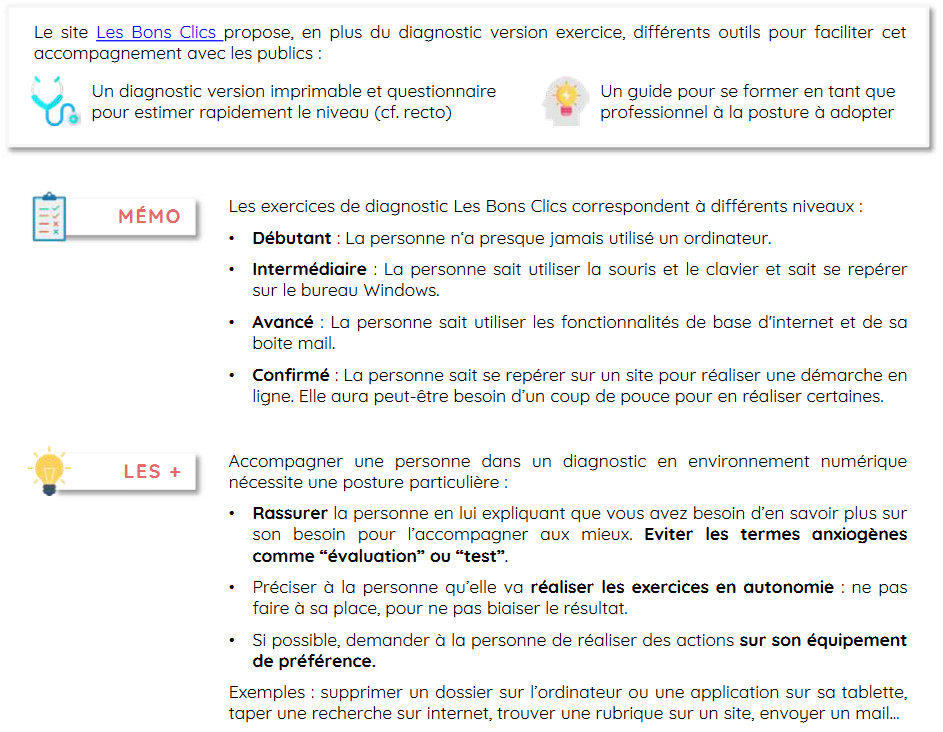 Le site Les Bons Clics propose, en plus du diagnostic version exercice, différents outils pour faciliter cet
accompagnement avec les publics :
Un diagnostic version imprimable et questionnaire
pour estimer rapidement le niveau (cf. recto)
Un guide pour se former en tant que
professionnel à la posture à adopter
MÉMO
Les exercices de diagnostic Les Bons Clics correspondent à différents niveaux :
• Débutant : La personne n‘a presque jamais utilisé un ordinateur.
• Intermédiaire : La personne sait utiliser la souris et le clavier et sait se repérer
sur le bureau Windows.
• Avancé : La personne sait utiliser les fonctionnalités de base d'internet et de sa
boite mail.
• Confirmé : La personne sait se repérer sur un site pour réaliser une démarche en
ligne. Elle aura peut-être besoin d’un coup de pouce pour en réaliser certaines.
LES +
Accompagner une personne dans un diagnostic en environnement numérique
nécessite une posture particulière :
• Rassurer la personne en lui expliquant que vous avez besoin d’en savoir plus sur
son besoin pour l’accompagner aux mieux. Eviter les termes anxiogènes
comme “évaluation” ou “test”.
• Préciser à la personne qu’elle va réaliser les exercices en autonomie : ne pas
faire à sa place, pour ne pas biaiser le résultat.
• Si possible, demander à la personne de réaliser des actions sur son équipement
de préférence.
Exemples : supprimer un dossier sur l’ordinateur ou une application sur sa tablette,
taper une recherche sur internet, trouver une rubrique sur un site, envoyer un mail…